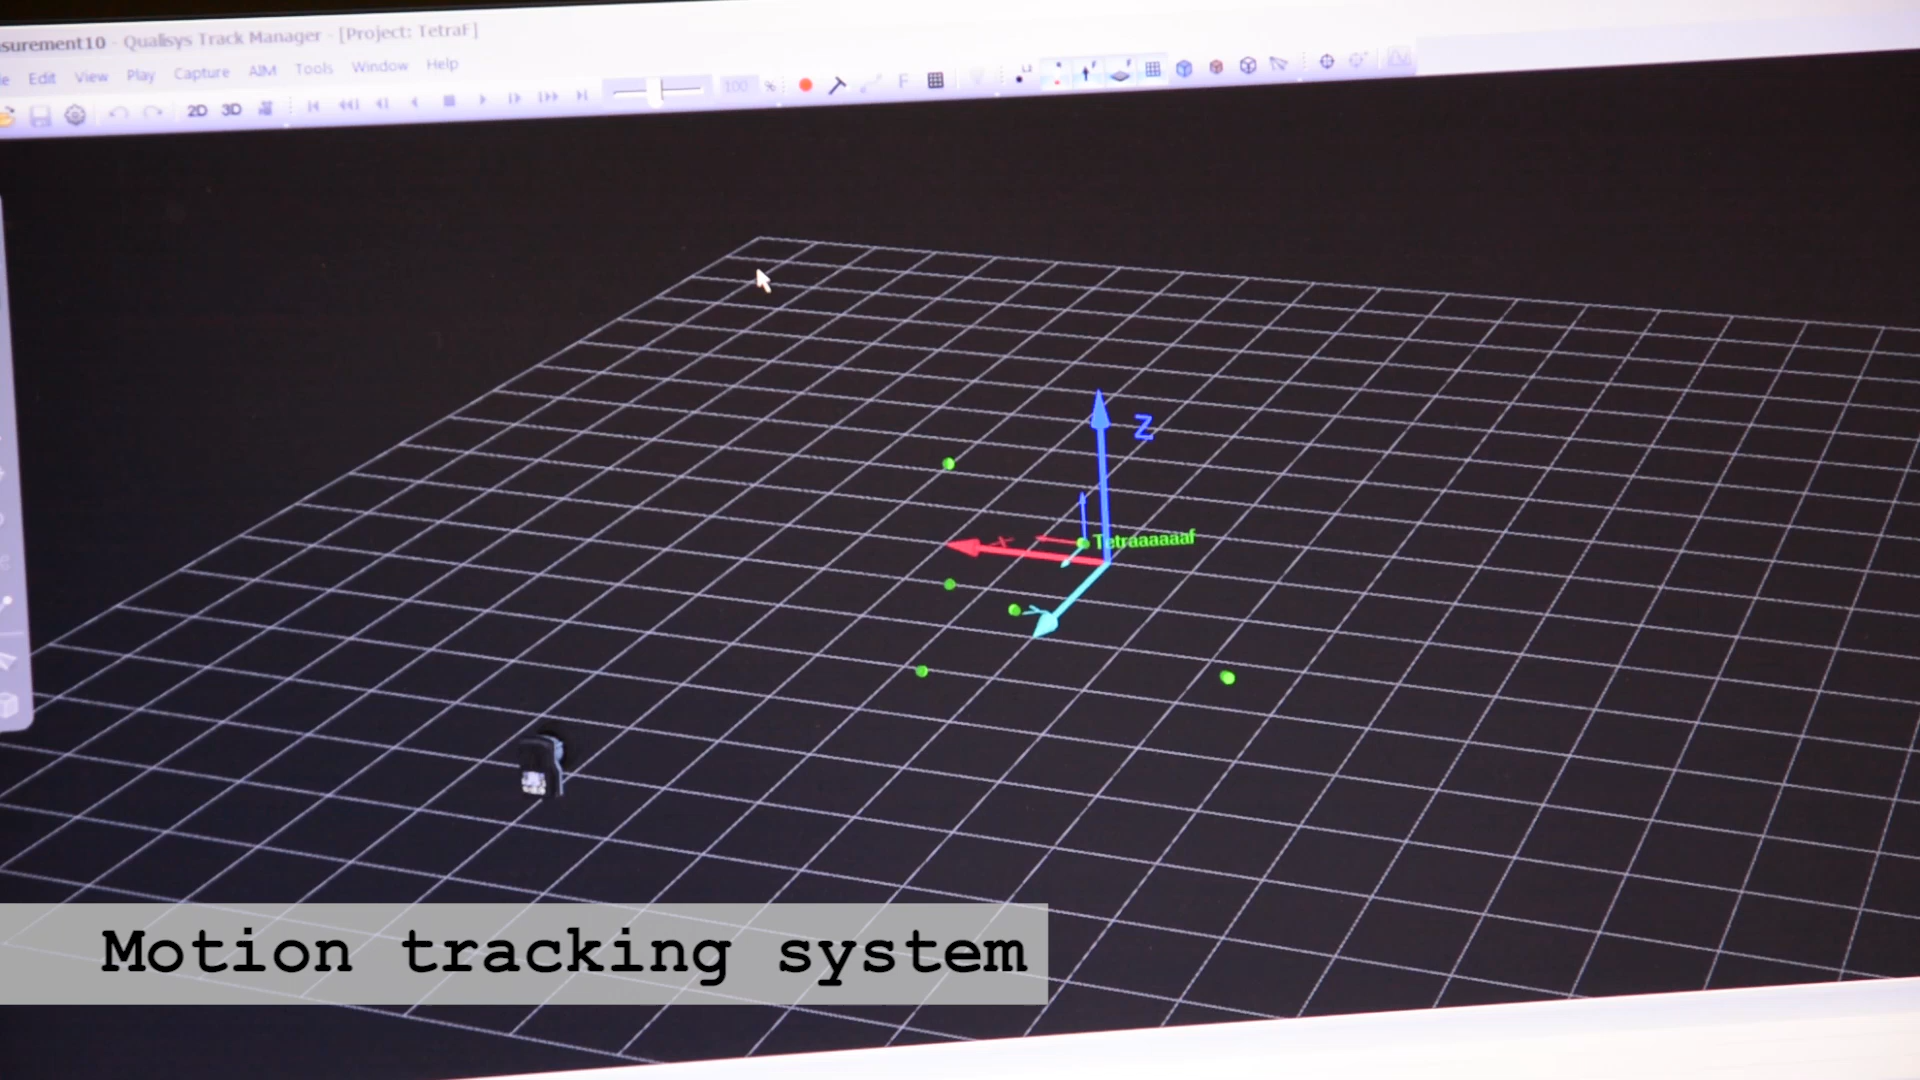 surement10 - Qualisys Track Manager - [Project: TetraF]
Edit View Play Capture AIM Tools Window Help
2D 3D 100 % F
Z
X
Tetraaaaaaf
Y
Motion tracking system